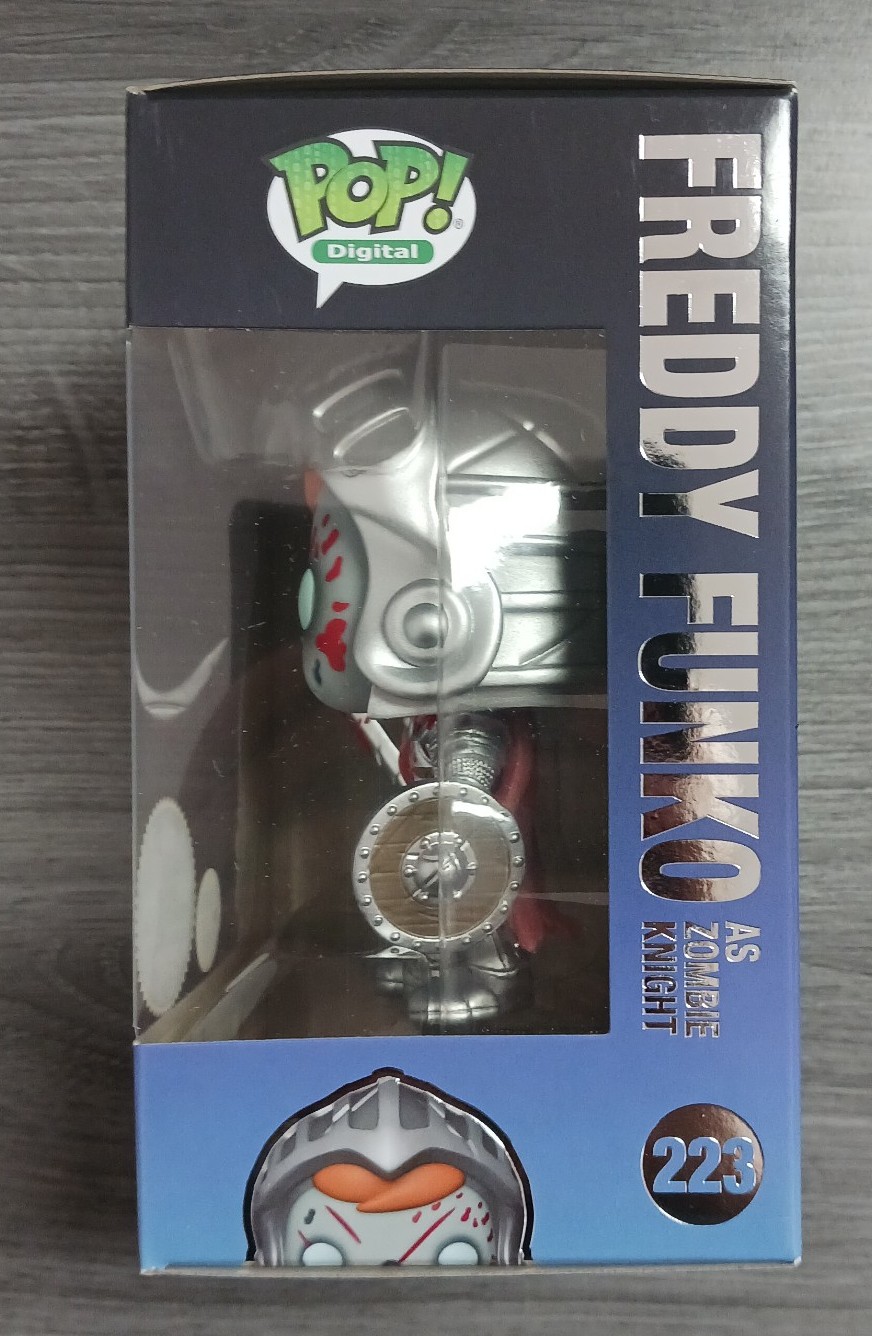 POP!®
Digital
FREDDY FUNKO
AS
ZOMBIE
KNIGHT
223